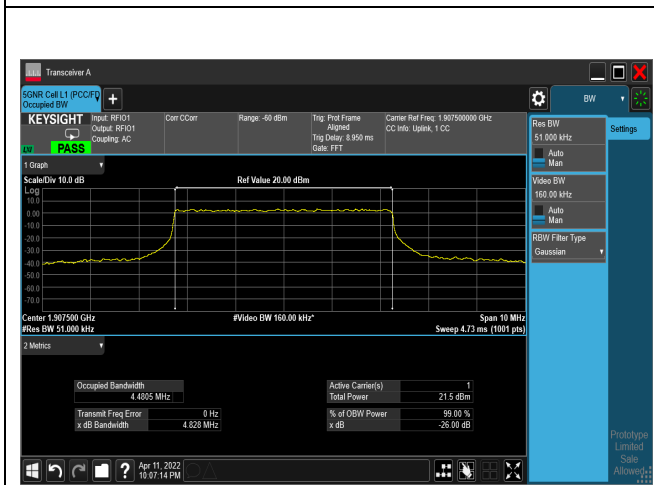 Transceiver A
5GNR Cell L1 (PCC/FD
Occupied BW
KEYSIGHT
Input: RFIO1
Output: RFIO1
Coupling: AC
Corr CCorr
Range: -60 dBm
Trig: Prot Frame
Aligned
Trig Delay: 8.950 ms
Gate: FFT
Carrier Ref Freq: 1.907500000 GHz
CC Info: Uplink, 1 CC
PASS
BW
Settings
Res BW
51.000 kHz
Auto
Man
Video BW
160.00 kHz
Auto
Man
RBW Filter Type
Gaussian
1 Graph
Scale/Div 10.0 dB
Ref Value 20.00 dBm
Log
10.0
0.00
-10.0
-20.0
-30.0
-40.0
-50.0
-60.0
-70.0
Center 1.907500 GHz
#Video BW 160.00 kHz*
Span 10 MHz
#Res BW 51.000 kHz
Sweep 4.73 ms (1001 pts)
2 Metrics
Occupied Bandwidth
4.4805 MHz
Active Carrier(s) 1
Total Power 21.5 dBm
Transmit Freq Error 0 Hz
x dB Bandwidth 4.828 MHz
% of OBW Power 99.00 %
x dB -26.00 dB
Apr 11, 2022
10:07:14 PM
Prototype
Limited
Sale
Allowed